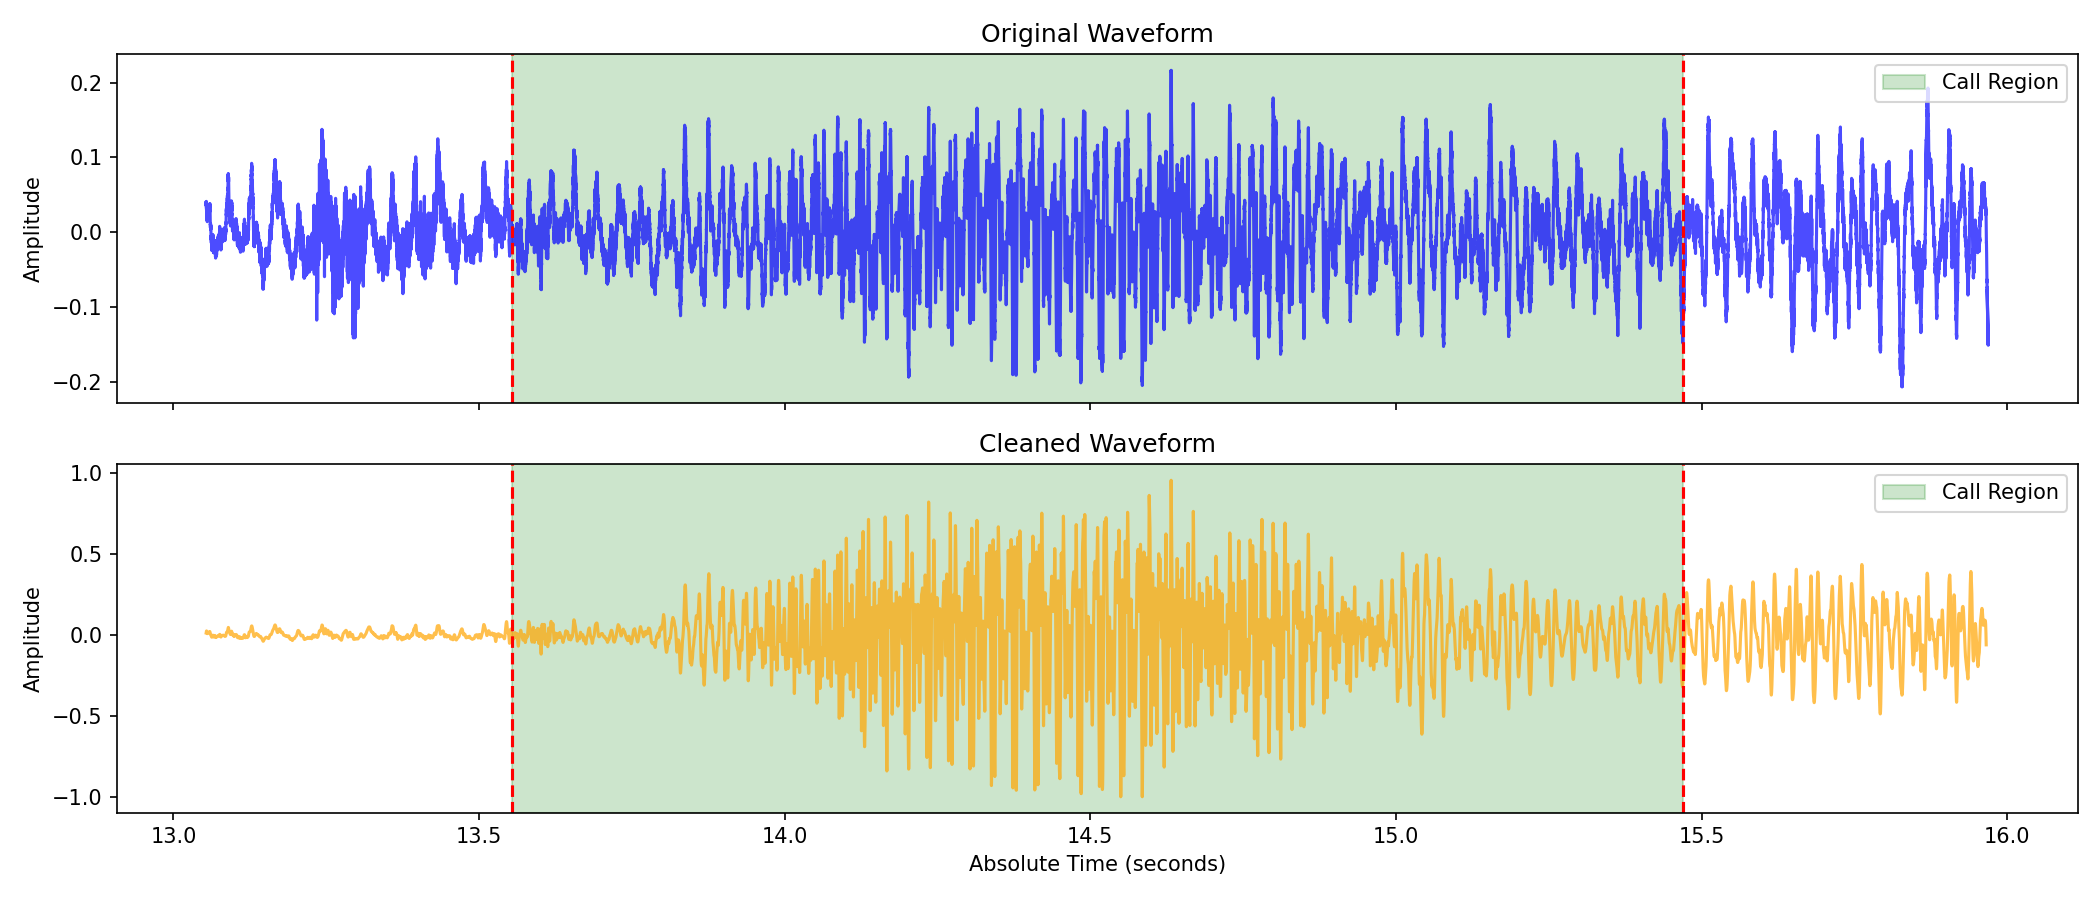 Original Waveform
Call Region
Amplitude
0.2
0.1
0.0
−0.1
−0.2
Cleaned Waveform
Call Region
Amplitude
1.0
0.5
0.0
−0.5
−1.0
13.0 13.5 14.0 14.5 15.0 15.5 16.0
Absolute Time (seconds)